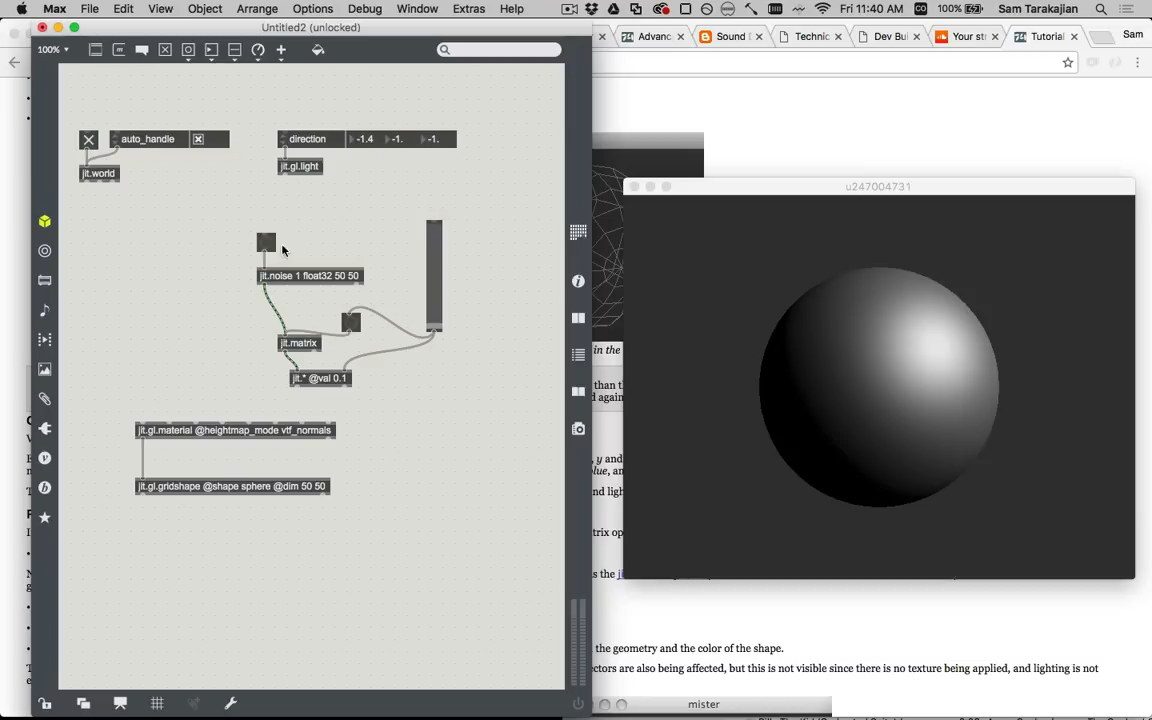 Max File Edit View Object Arrange Options Debug Window Extras Help Fri 11:40 AM 100% Sam Tarakajian
Untitled2 (unlocked)
100%
Advanc
Sound D
Technic
Dev Bui
Your str
Tutorial
Sam
auto_handle
direction -1.4 -1. -1.
jit.gl.light
jit.world
u247004731
jit.noise 1 float32 50 50
jit.matrix
in the
jit.* @val 0.1
than th
d again
jit.gl.material @heightmap_mode vtf_normals
, y and
blue, an
jit.gl.gridshape @shape sphere @dim 50 50
nd ligh
trix op
s the
the geometry and the color of the shape.
ectors are also being affected, but this is not visible since there is no texture being applied, and lighting is not
mister